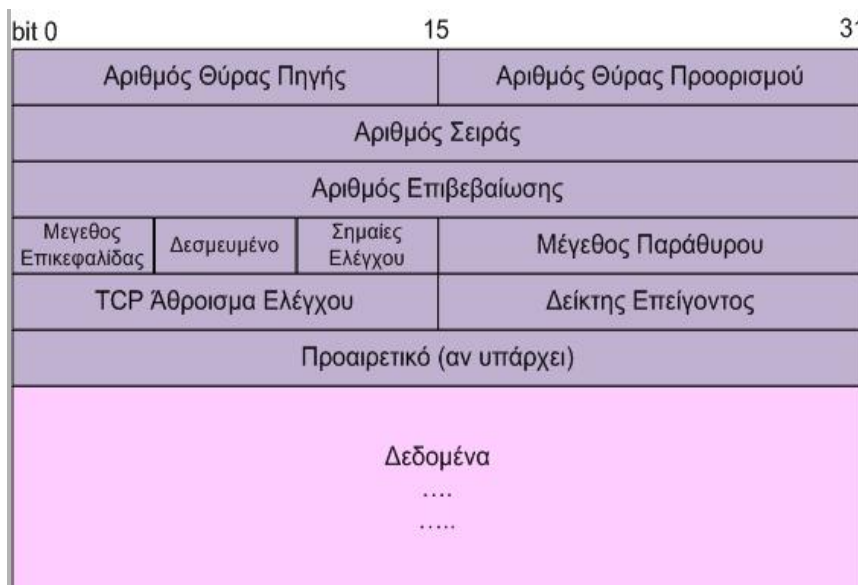 bit 0 15 31
Αριθμός Θύρας Πηγής Αριθμός Θύρας Προορισμού
Αριθμός Σειράς
Αριθμός Επιβεβαίωσης
Μεγεθος Επικεφαλίδας Δεσμευμένο Σημαίες Ελέγχου Μέγεθος Παράθυρου
TCP Άθροισμα Ελέγχου Δείκτης Επείγοντος
Προαιρετικό (αν υπάρχει)
Δεδομένα
....
.....